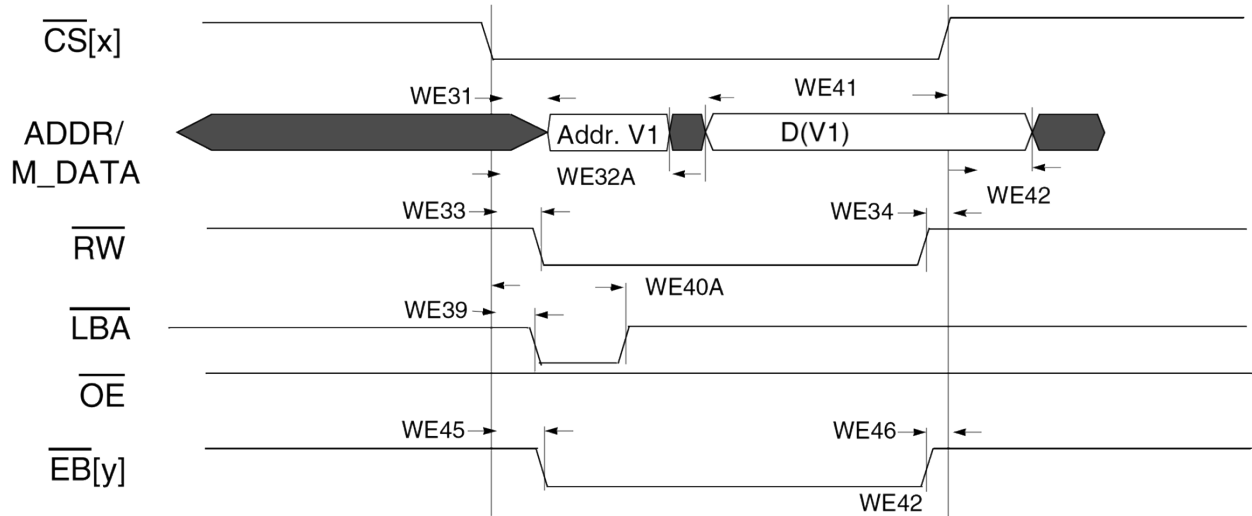 CS[x]
WE31
WE41
ADDR/
M_DATA
Addr. V1
D(V1)
WE32A
WE42
WE33
WE34
RW
WE40A
WE39
LBA
OE
WE45
WE46
EB[y]
WE42